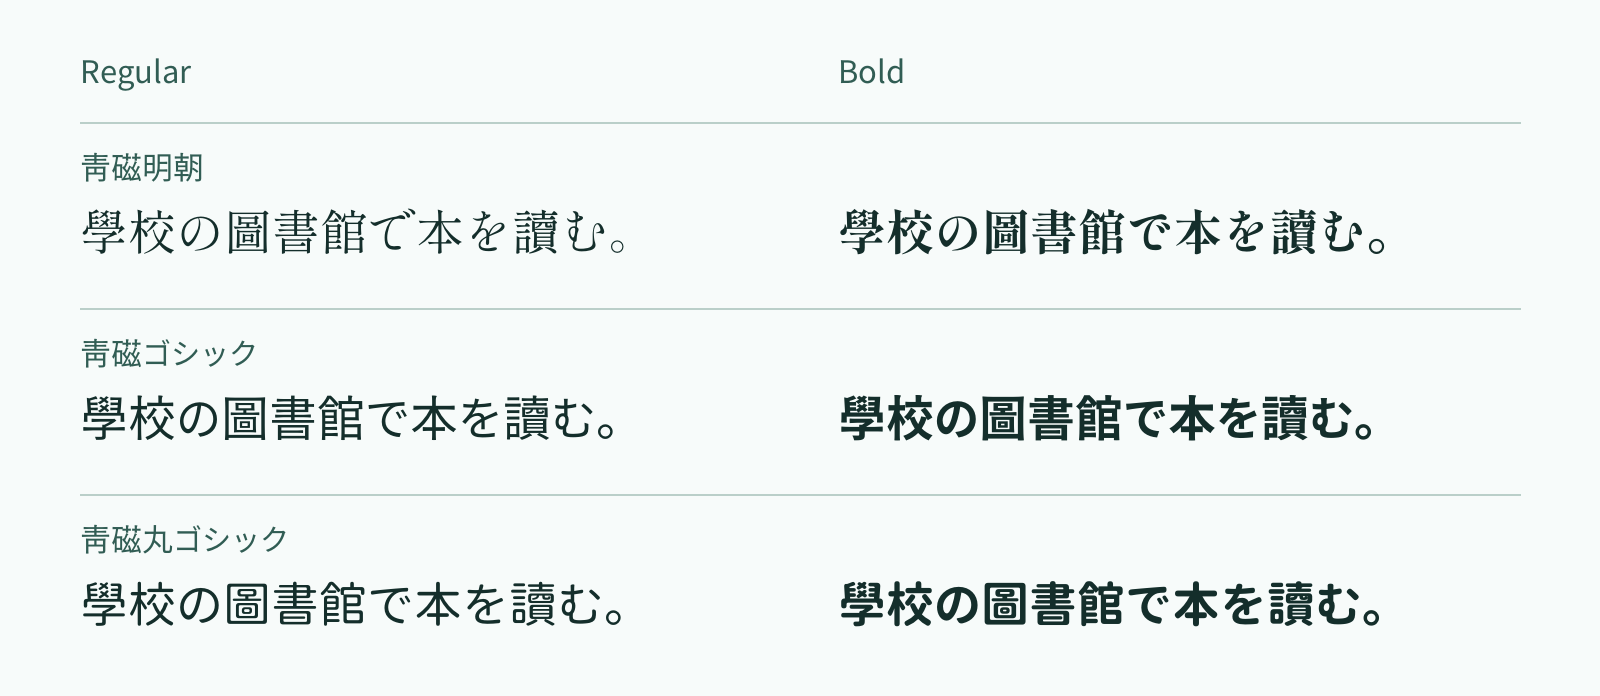 Regular Bold
靑磁明朝
學校の圖書館で本を讀む。 學校の圖書館で本を讀む。
靑磁ゴシック
學校の圖書館で本を讀む。 學校の圖書館で本を讀む。
靑磁丸ゴシック
學校の圖書館で本を讀む。 學校の圖書館で本を讀む。